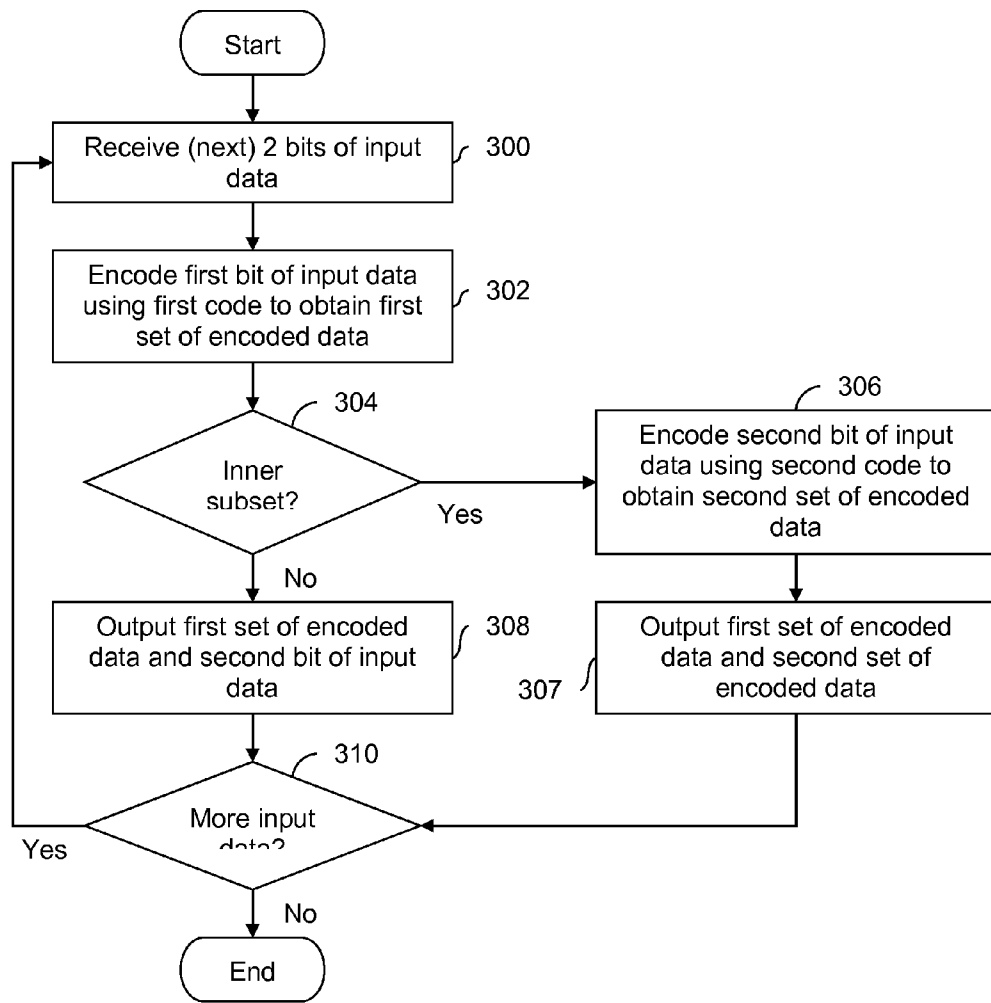 Start
Receive (next) 2 bits of input
data
300
Encode first bit of input data
using first code to obtain first
set of encoded data
302
304
Inner
subset?
Yes
No
306
Encode second bit of input
data using second code to
obtain second set of encoded
data
Output first set of encoded
data and second bit of input
data
308
Output first set of encoded
data and second set of
encoded data
307
310
More input
data?
Yes
No
End